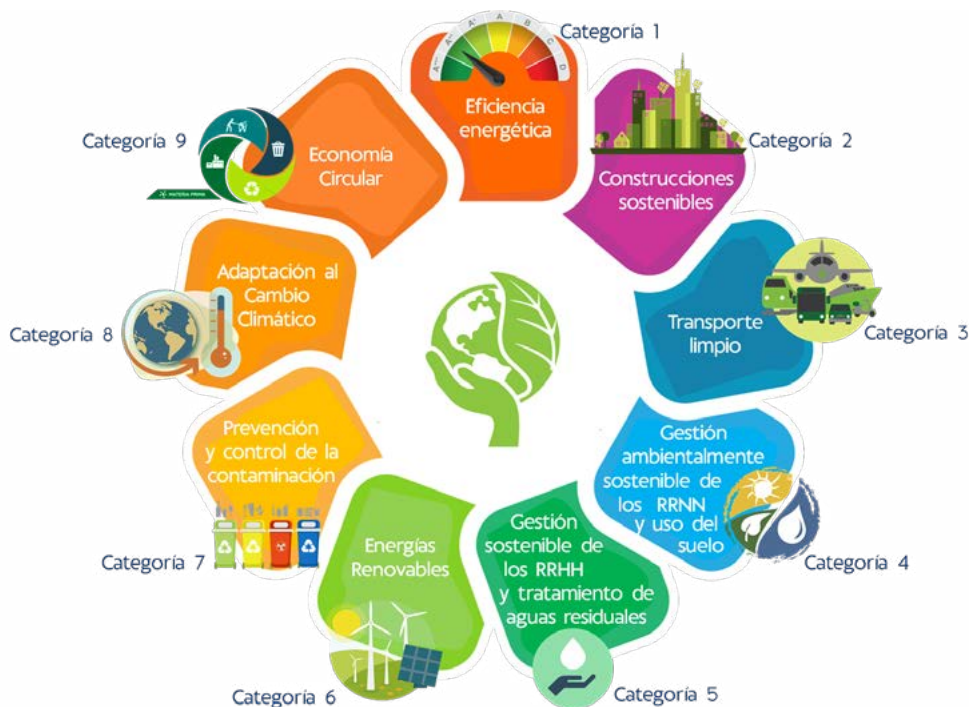 Categoría 1
A+++
A++
A+
A
B
C
D
Eficiencia
energética
Categoría 2
Construcciones
sostenibles
Categoría 3
Transporte
limpio
Categoría 4
Gestión
ambientalmente
sostenible de
los RRNN
y uso del
suelo
Categoría 5
Gestión
sostenible de
los RRHH
y tratamiento de
aguas residuales
Categoría 6
Energías
Renovables
Categoría 7
Prevención
y control de la
contaminación
Categoría 8
Adaptación al
Cambio
Climático
Categoría 9
Economía
Circular
MATERIA PRIMA